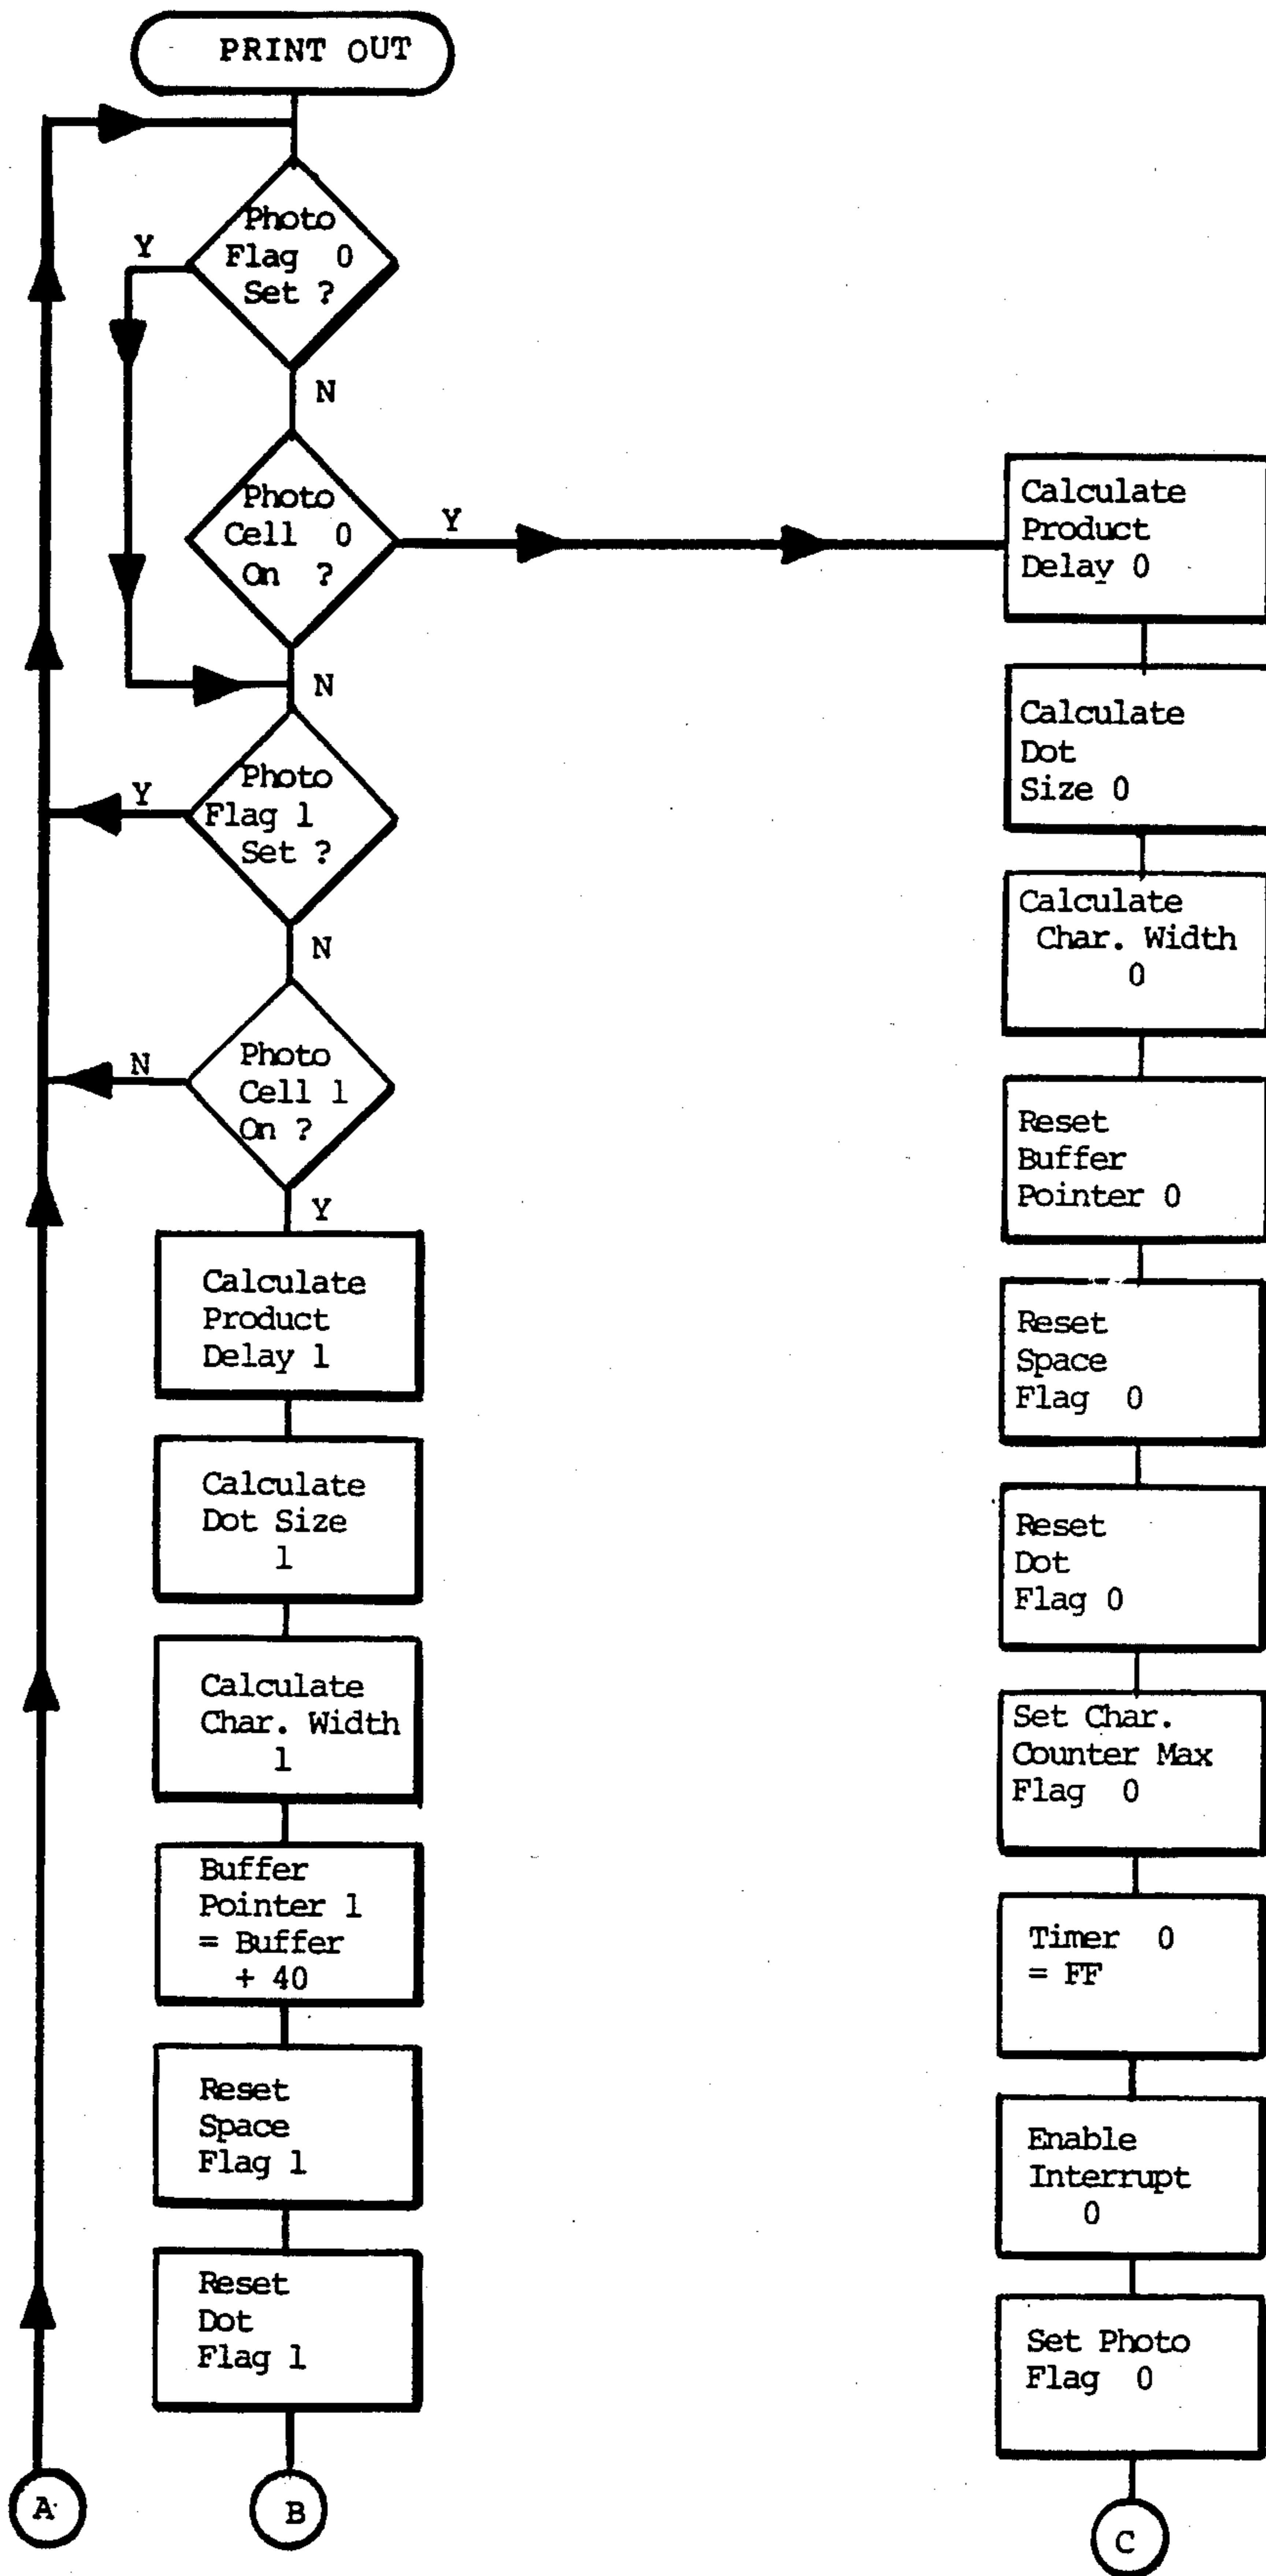 PRINT OUT
Photo
Flag 0
Set ?
Y
N
Photo
Cell 0
On ?
Y
N
Photo
Flag 1
Set ?
Y
N
Photo
Cell 1
On ?
N
Y
Calculate
Product
Delay 1
Calculate
Dot Size
1
Calculate
Char. Width
1
Buffer
Pointer 1
= Buffer
+ 40
Reset
Space
Flag 1
Reset
Dot
Flag 1
A
B
Calculate
Product
Delay 0
Calculate
Dot
Size 0
Calculate
Char. Width
0
Reset
Buffer
Pointer 0
Reset
Space
Flag 0
Reset
Dot
Flag 0
Set Char.
Counter Max
Flag 0
Timer 0
= FF
Enable
Interrupt
0
Set Photo
Flag 0
C